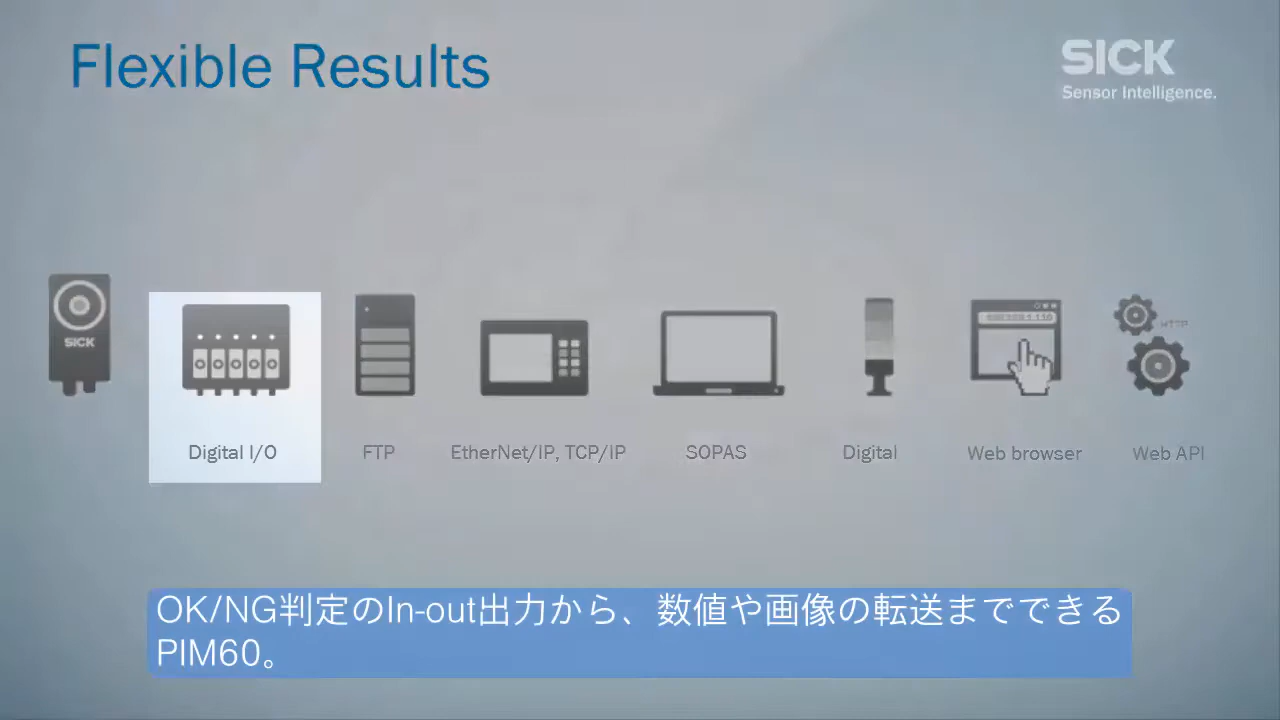 Flexible Results
SICK
Sensor Intelligence.
SICK
HTTP
Digital I/O
FTP
EtherNet/IP, TCP/IP
SOPAS
Digital
Web browser
Web API
OK/NG判定のIn-out出力から、数値や画像の転送までできる
PIM60。